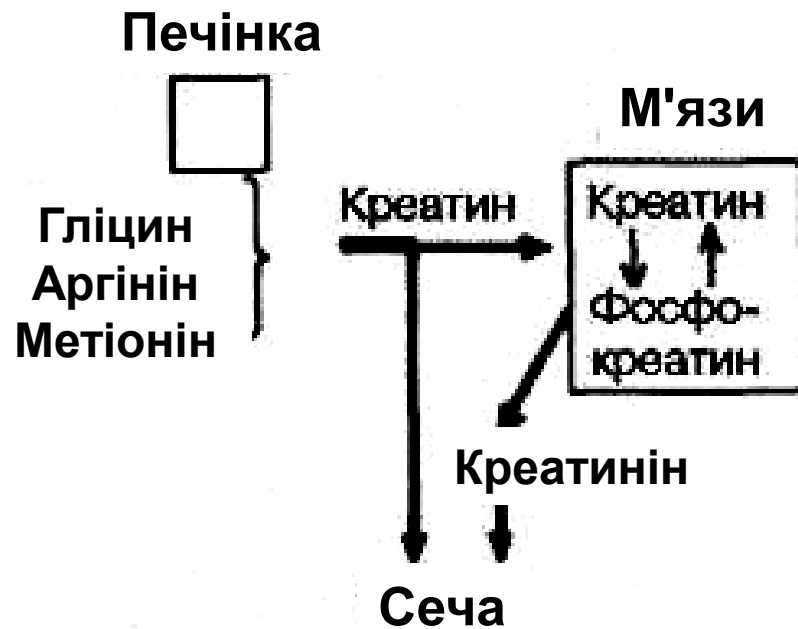 Печінка
М'язи
Гліцин
Аргінін
Метіонін
Креатин
Креатин
Фосфо-
креатин
Креатинін
Сеча